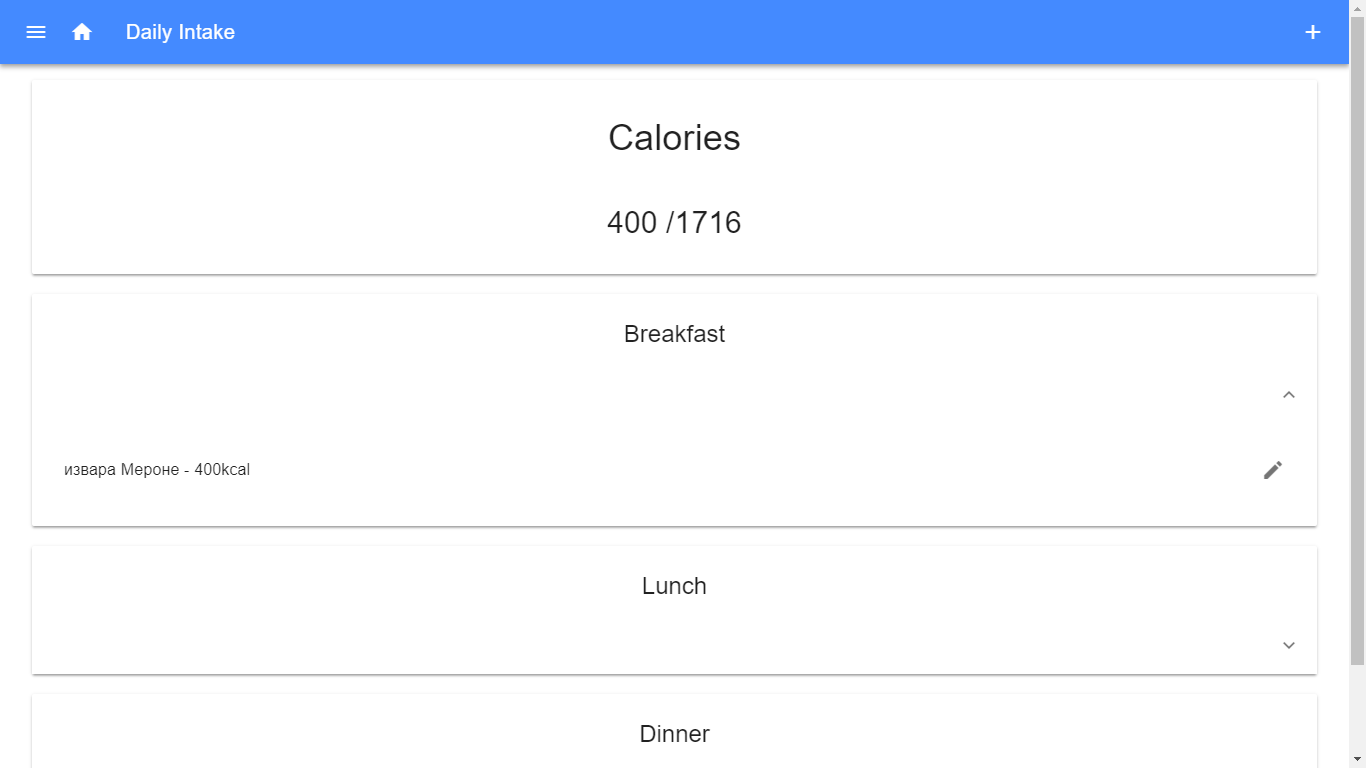 Daily Intake
Calories
400 /1716
Breakfast
извара Мероне - 400kcal
Lunch
Dinner